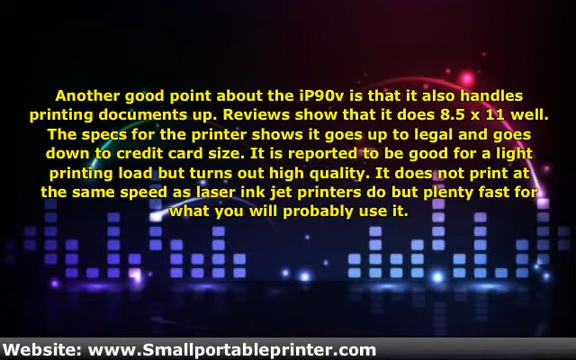 Another good point about the iP90v is that it also handles
printing documents up. Reviews show that it does 8.5 x 11 well.
The specs for the printer shows it goes up to legal and goes
down to credit card size. It is reported to be good for a light
printing load but turns out high quality. It does not print at
the same speed as laser ink jet printers do but plenty fast for
what you will probably use it.
Website: www.Smallportableprinter.com